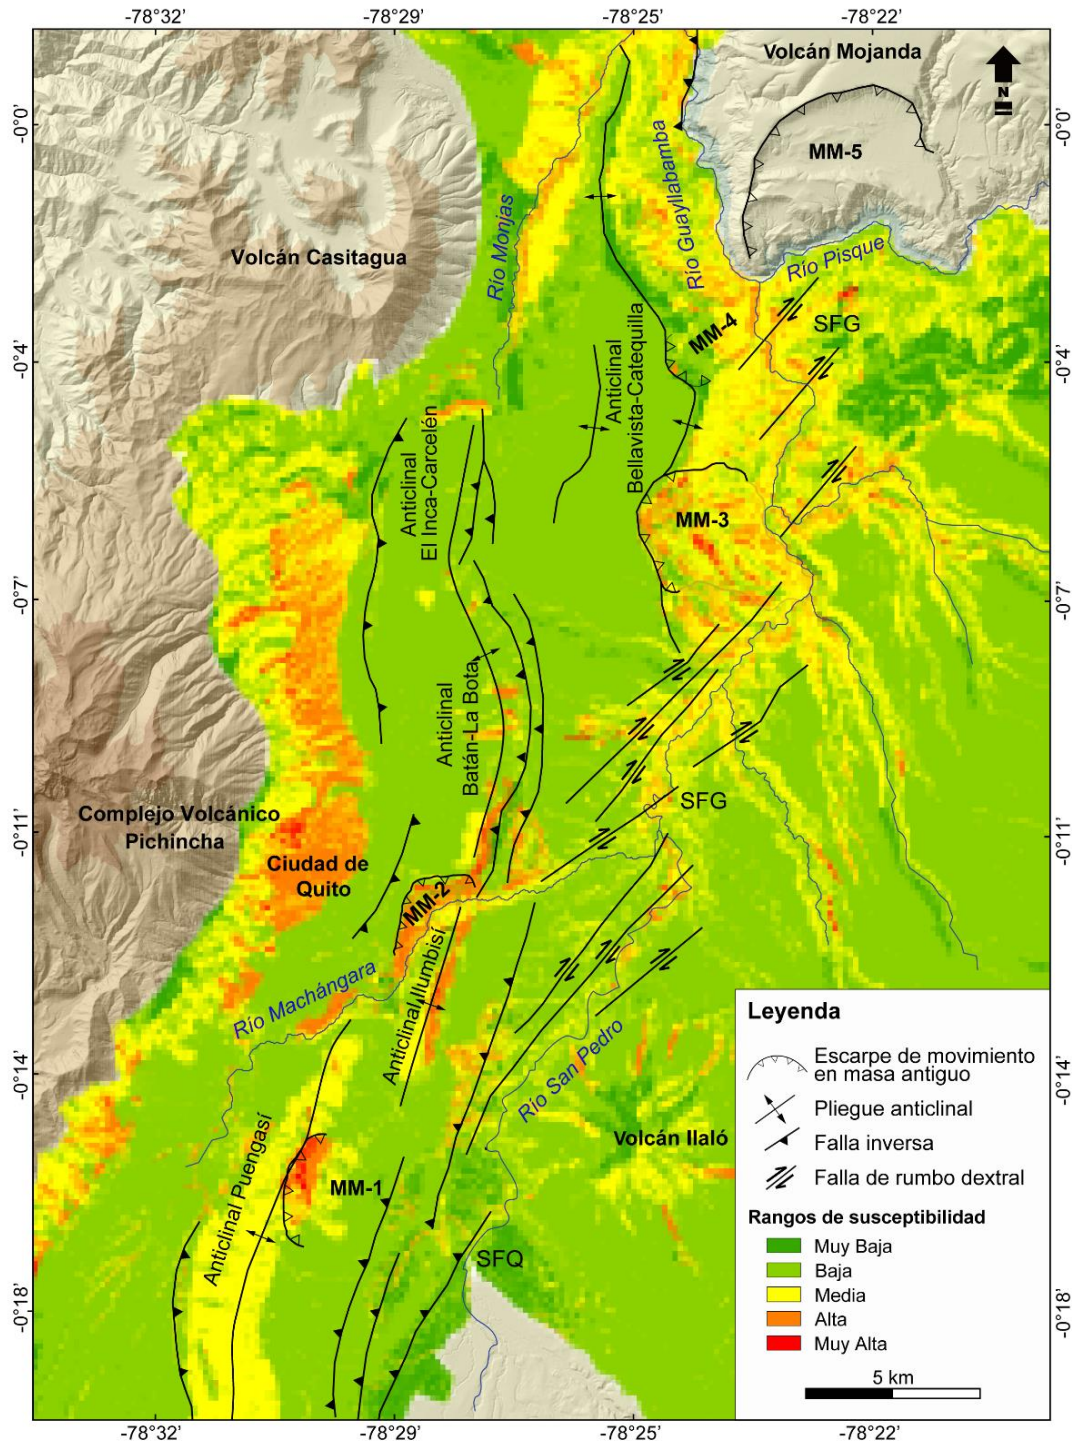 -78°32'
-78°29'
-78°25'
-78°22'
Volcán Mojanda
N
-0°0'
-0°0'
MM-5
Río Guayllabamba
Río Monjas
Volcán Casitagua
Río Pisque
MM-4
SFG
-0°4'
-0°4'
Anticlinal
Bellavista-Catequilla
Anticlinal
El Inca-Carcelén
MM-3
-0°7'
-0°7'
Anticlinal
Batán-La Bota
SFG
Complejo Volcánico
Pichincha
-0°11'
-0°11'
Ciudad de
Quito
MM-2
Anticlinal Ilumbisí
Río Machángara
Río San Pedro
-0°14'
-0°14'
Volcán Ilaló
Anticlinal Puengasí
MM-1
SFQ
-0°18'
-0°18'
Leyenda
Escarpe de movimiento
en masa antiguo
Pliegue anticlinal
Falla inversa
Falla de rumbo dextral
Rangos de susceptibilidad
Muy Baja
Baja
Media
Alta
Muy Alta
5 km
-78°32'
-78°29'
-78°25'
-78°22'